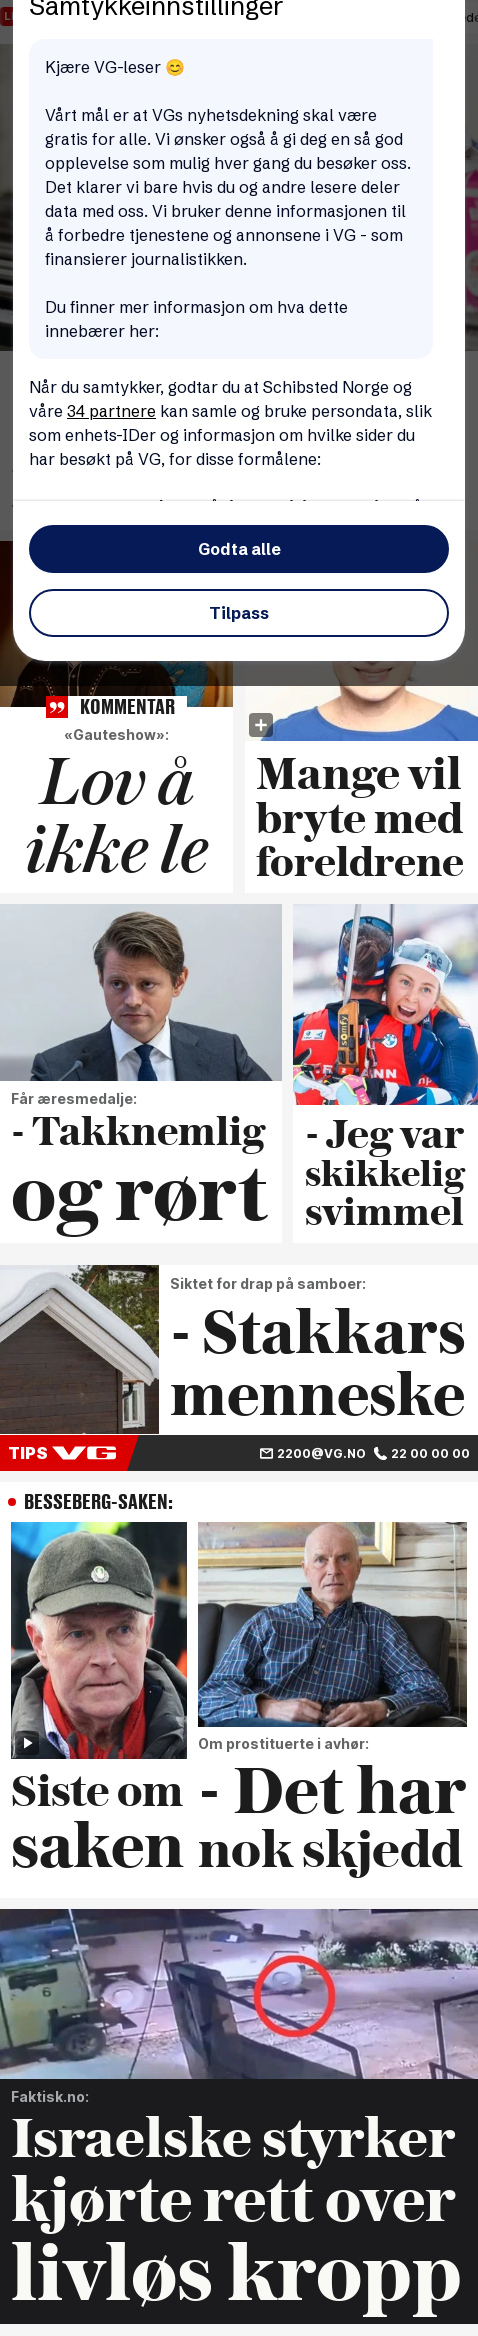 Samtykkeinnstillinger
Kjære VG-leser 😊
Vårt mål er at VGs nyhetsdekning skal være
gratis for alle. Vi ønsker også å gi deg en så god
opplevelse som mulig hver gang du besøker oss.
Det klarer vi bare hvis du og andre lesere deler
data med oss. Vi bruker denne informasjonen til
å forbedre tjenestene og annonsene i VG - som
finansierer journalistikken.
Du finner mer informasjon om hva dette
innebærer her:
Når du samtykker, godtar du at Schibsted Norge og
våre 34 partnere kan samle og bruke persondata, slik
som enhets-IDer og informasjon om hvilke sider du
har besøkt på VG, for disse formålene:
Godta alle
Tilpass
KOMMENTAR
«Gauteshow»:
Lov å
ikke le
Mange vil
bryte med
foreldrene
Får æresmedalje:
- Takknemlig
og rørt
- Jeg var
skikkelig
svimmel
Siktet for drap på samboer:
- Stakkars
menneske
TIPS VG
2200@VG.NO 22 00 00 00
BESSEBERG-SAKEN:
Siste om
saken
Om prostituerte i avhør:
- Det har
nok skjedd
Faktisk.no:
Israelske styrker
kjørte rett over
livløs kropp